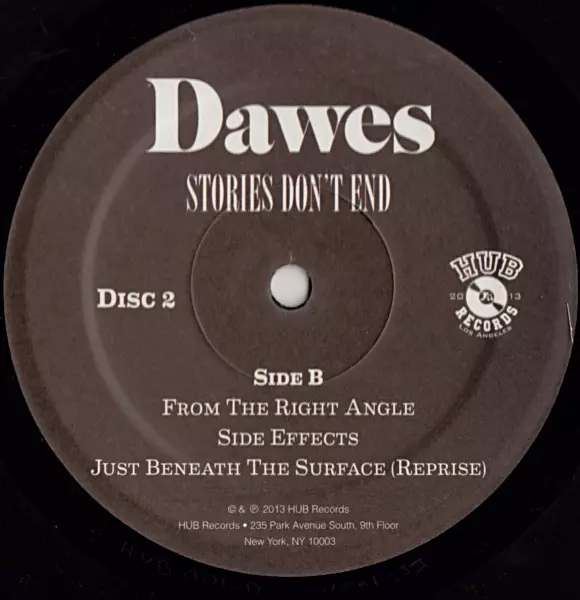 Dawes
STORIES DON'T END
DISC 2
HUB
20 13
RECORDS
LOS ANGELES
SIDE B
FROM THE RIGHT ANGLE
SIDE EFFECTS
JUST BENEATH THE SURFACE (REPRISE)
© & ℗ 2013 HUB Records
HUB Records • 235 Park Avenue South, 9th Floor
New York, NY 10003